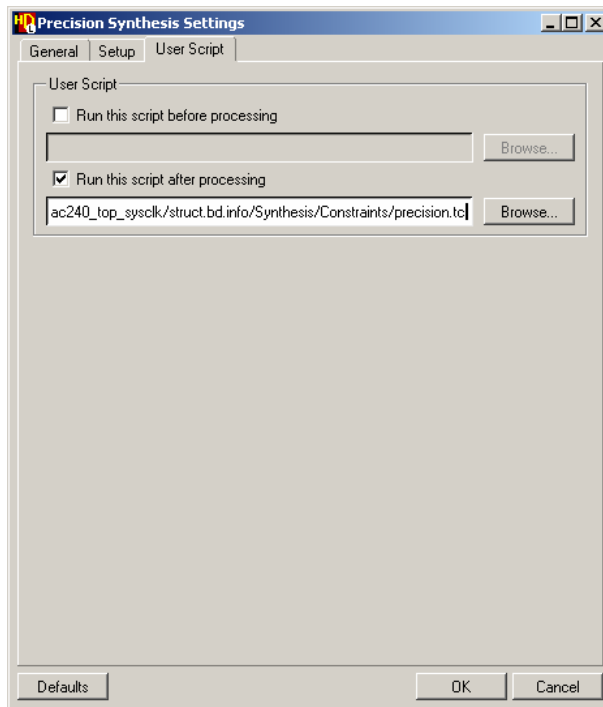 Precision Synthesis Settings
General Setup User Script
User Script
Run this script before processing
Browse...
Run this script after processing
ac240_top_sysclk/struct.bd.info/Synthesis/Constraints/precision.tc
Browse...
Defaults OK Cancel